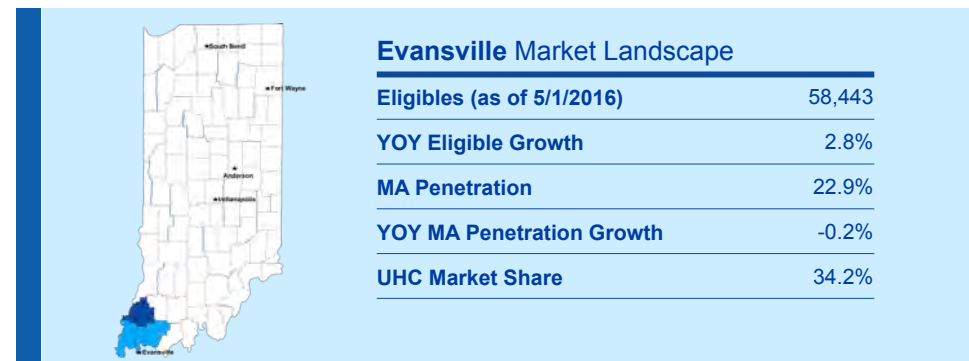 South Bend
Fort Wayne
Anderson
Indianapolis
Evansville
Evansville Market Landscape
Eligibles (as of 5/1/2016) 58,443
YOY Eligible Growth 2.8%
MA Penetration 22.9%
YOY MA Penetration Growth -0.2%
UHC Market Share 34.2%